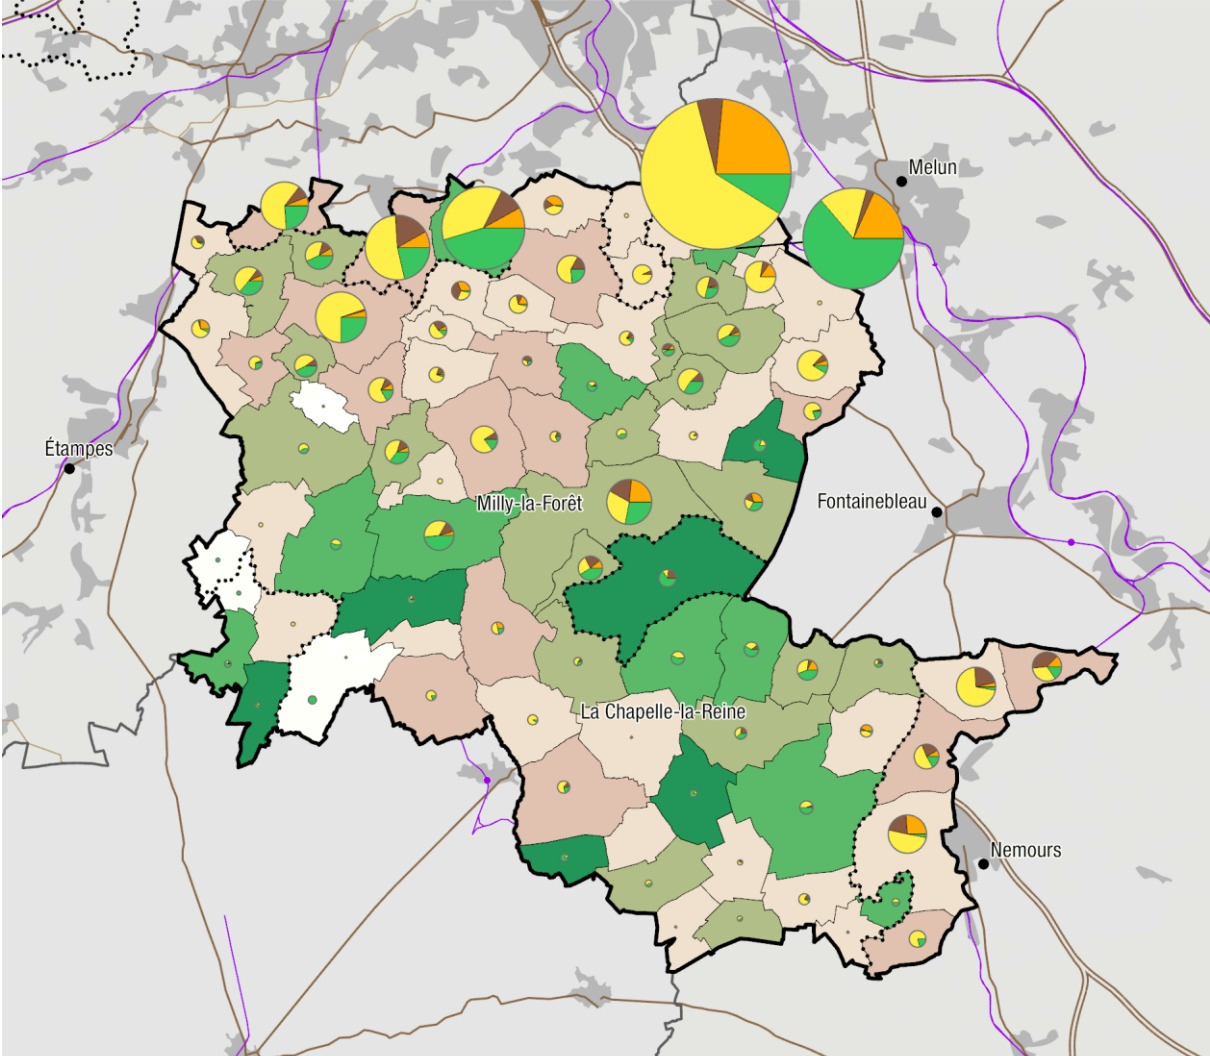 Melun
Étampes
Milly-la-Forêt
Fontainebleau
La Chapelle-la-Reine
Nemours